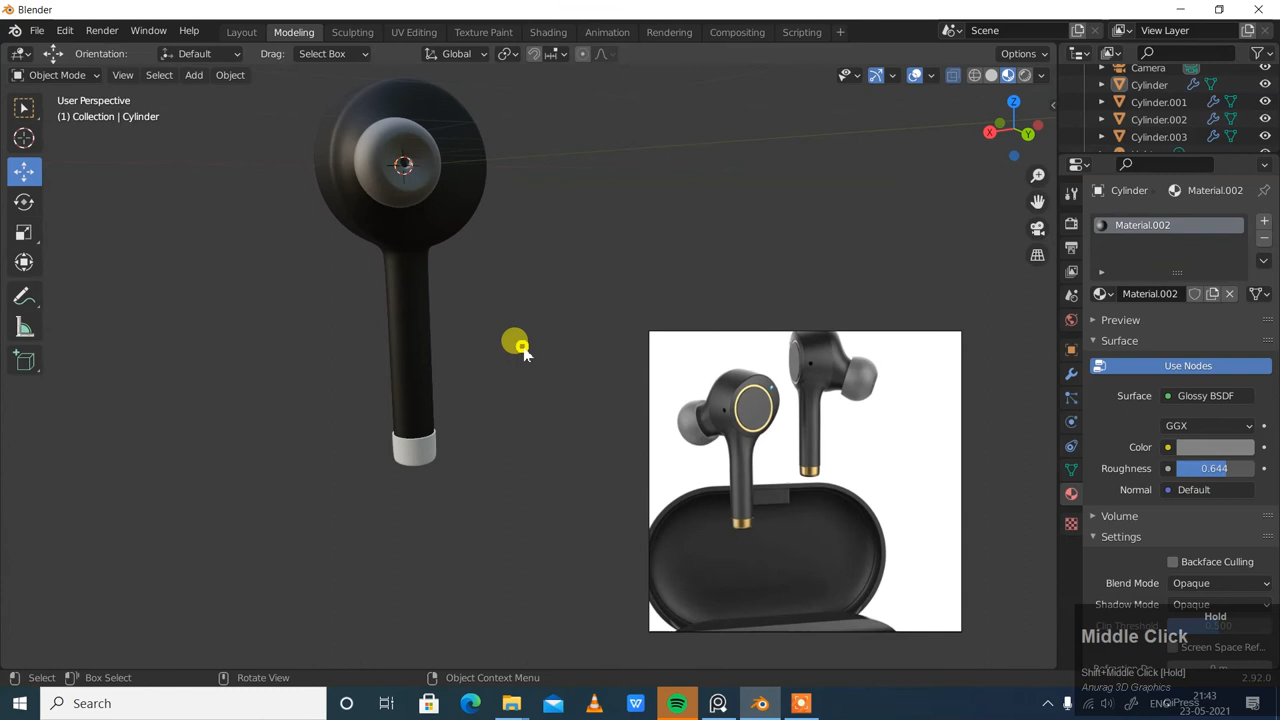 Blender
File Edit Render Window Help
Layout Modeling Sculpting UV Editing Texture Paint Shading Animation Rendering Compositing Scripting +
Scene
View Layer
Orientation: Default Drag: Select Box Global Options
Object Mode View Select Add Object
User Perspective
(1) Collection | Cylinder
X Y Z
Camera
Cylinder
Cylinder.001
Cylinder.002
Cylinder.003
Cylinder Material.002
Material.002
Material.002
Preview
Surface
Use Nodes
Surface Glossy BSDF
GGX
Color
Roughness 0.644
Normal Default
Volume
Settings
Backface Culling
Blend Mode Opaque
Shadow Mode Opaque
Clip Threshold 0.500
Screen Space Ref...
Hold
Middle Click
Shift+Middle Click [Hold]
Anurag 3D Graphics
Select Box Select Rotate View Object Context Menu
2.92.0
Search
ENG
21:43
23-05-2021